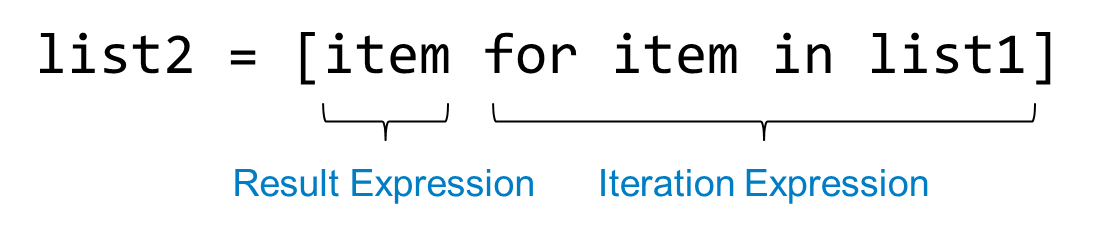 list2 = [item for item in list1]
Result Expression Iteration Expression